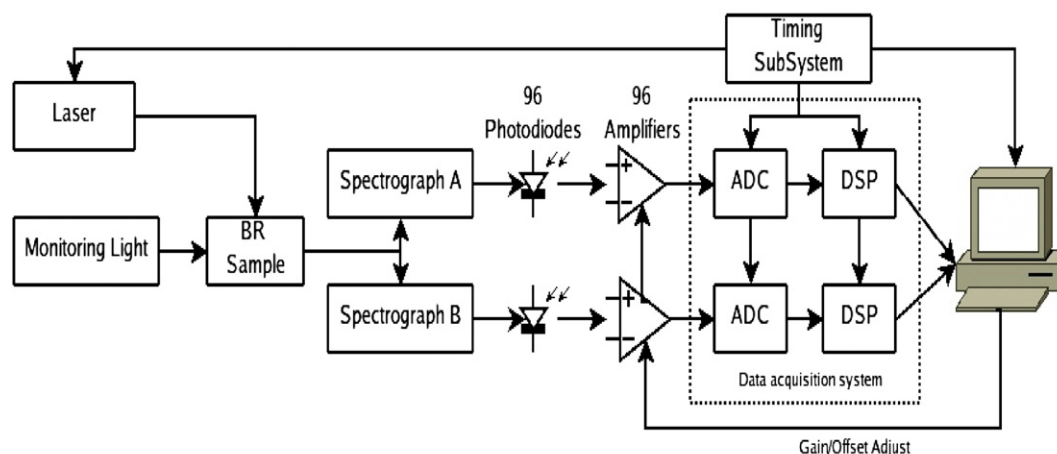 Timing
SubSystem
Laser
96
Photodiodes
96
Amplifiers
Spectrograph A
ADC
DSP
Monitoring Light
BR
Sample
Spectrograph B
ADC
DSP
Data acquisition system
Gain/Offset Adjust